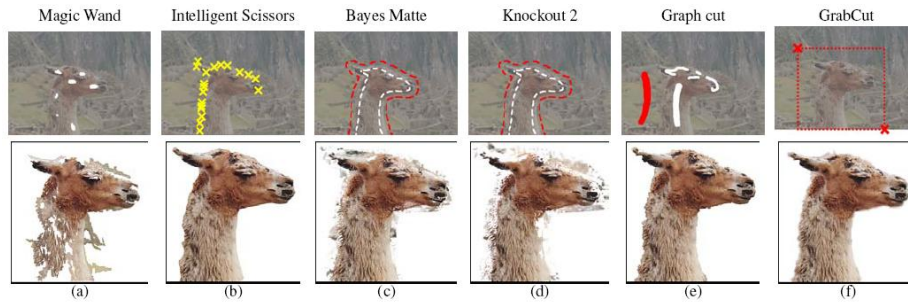 Magic Wand Intelligent Scissors Bayes Matte Knockout 2 Graph cut GrabCut
(a) (b) (c) (d) (e) (f)